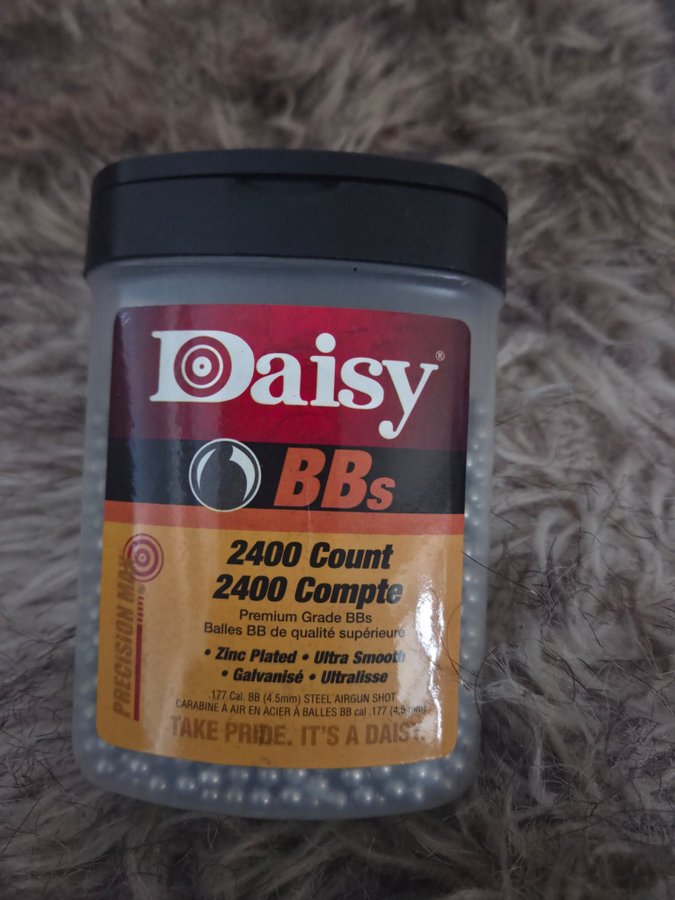 Daisy®
BBs
2400 Count
2400 Compte
Premium Grade BBs
Balles BB de qualité supérieure
• Zinc Plated • Ultra Smooth
• Galvanisé • Ultralisse
.177 Cal. BB (4.5mm) STEEL AIRGUN SHOT
CARABINE À AIR EN ACIER À BALLES BB cal .177 (4,5mm)
TAKE PRIDE. IT'S A DAISY.
PRECISION MAX